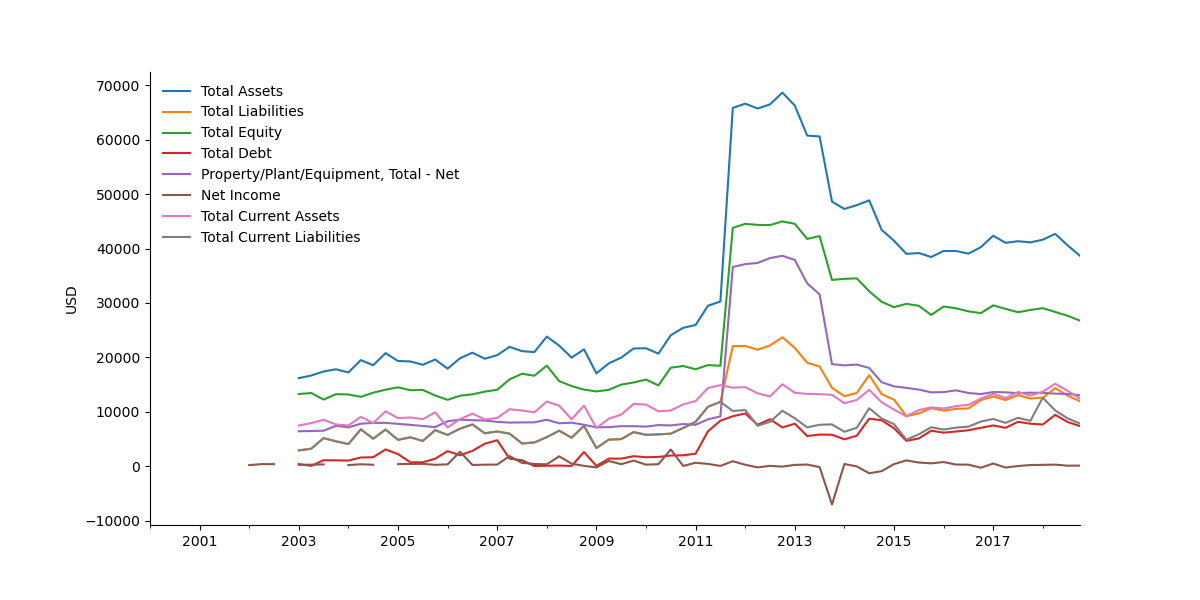 70000
60000
50000
40000
30000
20000
10000
0
−10000
USD
Total Assets
Total Liabilities
Total Equity
Total Debt
Property/Plant/Equipment, Total - Net
Net Income
Total Current Assets
Total Current Liabilities
2001 2003 2005 2007 2009 2011 2013 2015 2017